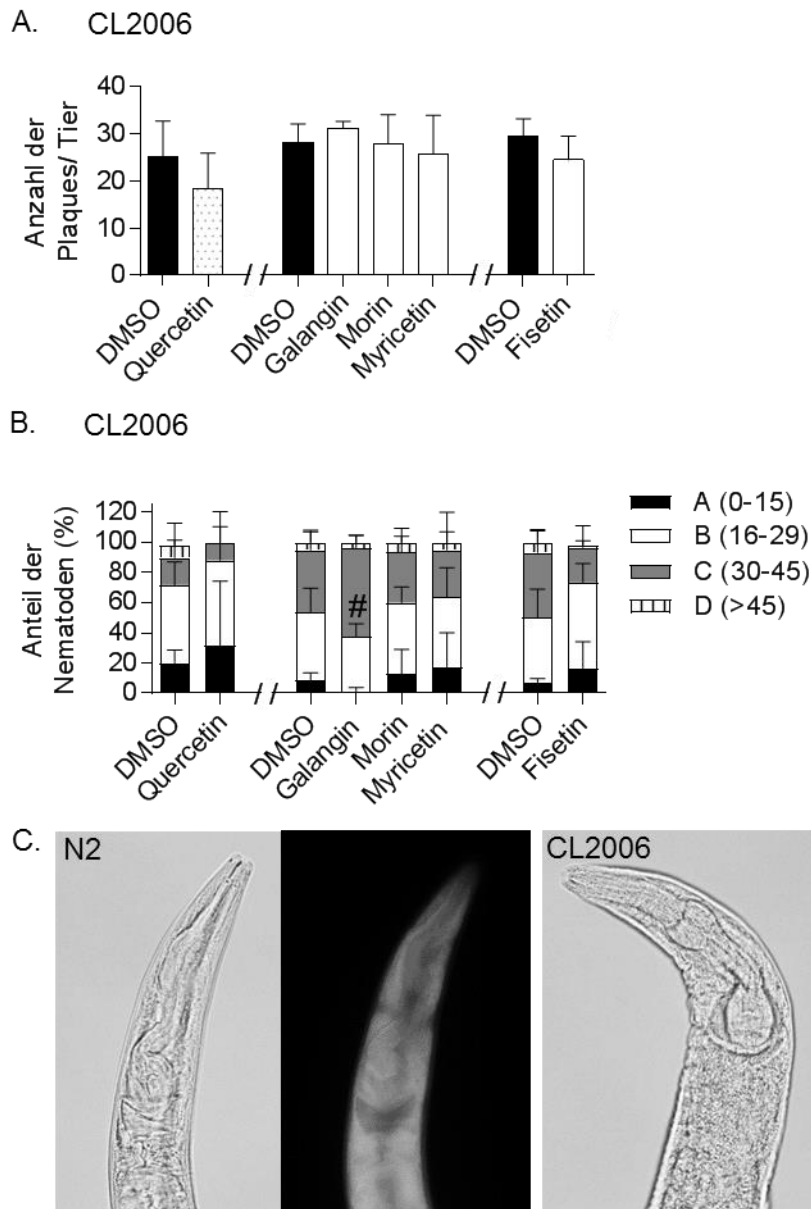 A. CL2006
Anzahl der
Plaques/ Tier
40
30
20
10
0
DMSO
Quercetin
DMSO
Galangin
Morin
Myricetin
DMSO
Fisetin
B. CL2006
Anteil der
Nematoden (%)
120
100
80
60
40
20
0
#
DMSO
Quercetin
DMSO
Galangin
Morin
Myricetin
DMSO
Fisetin
A (0-15)
B (16-29)
C (30-45)
D (>45)
C.
N2
CL2006